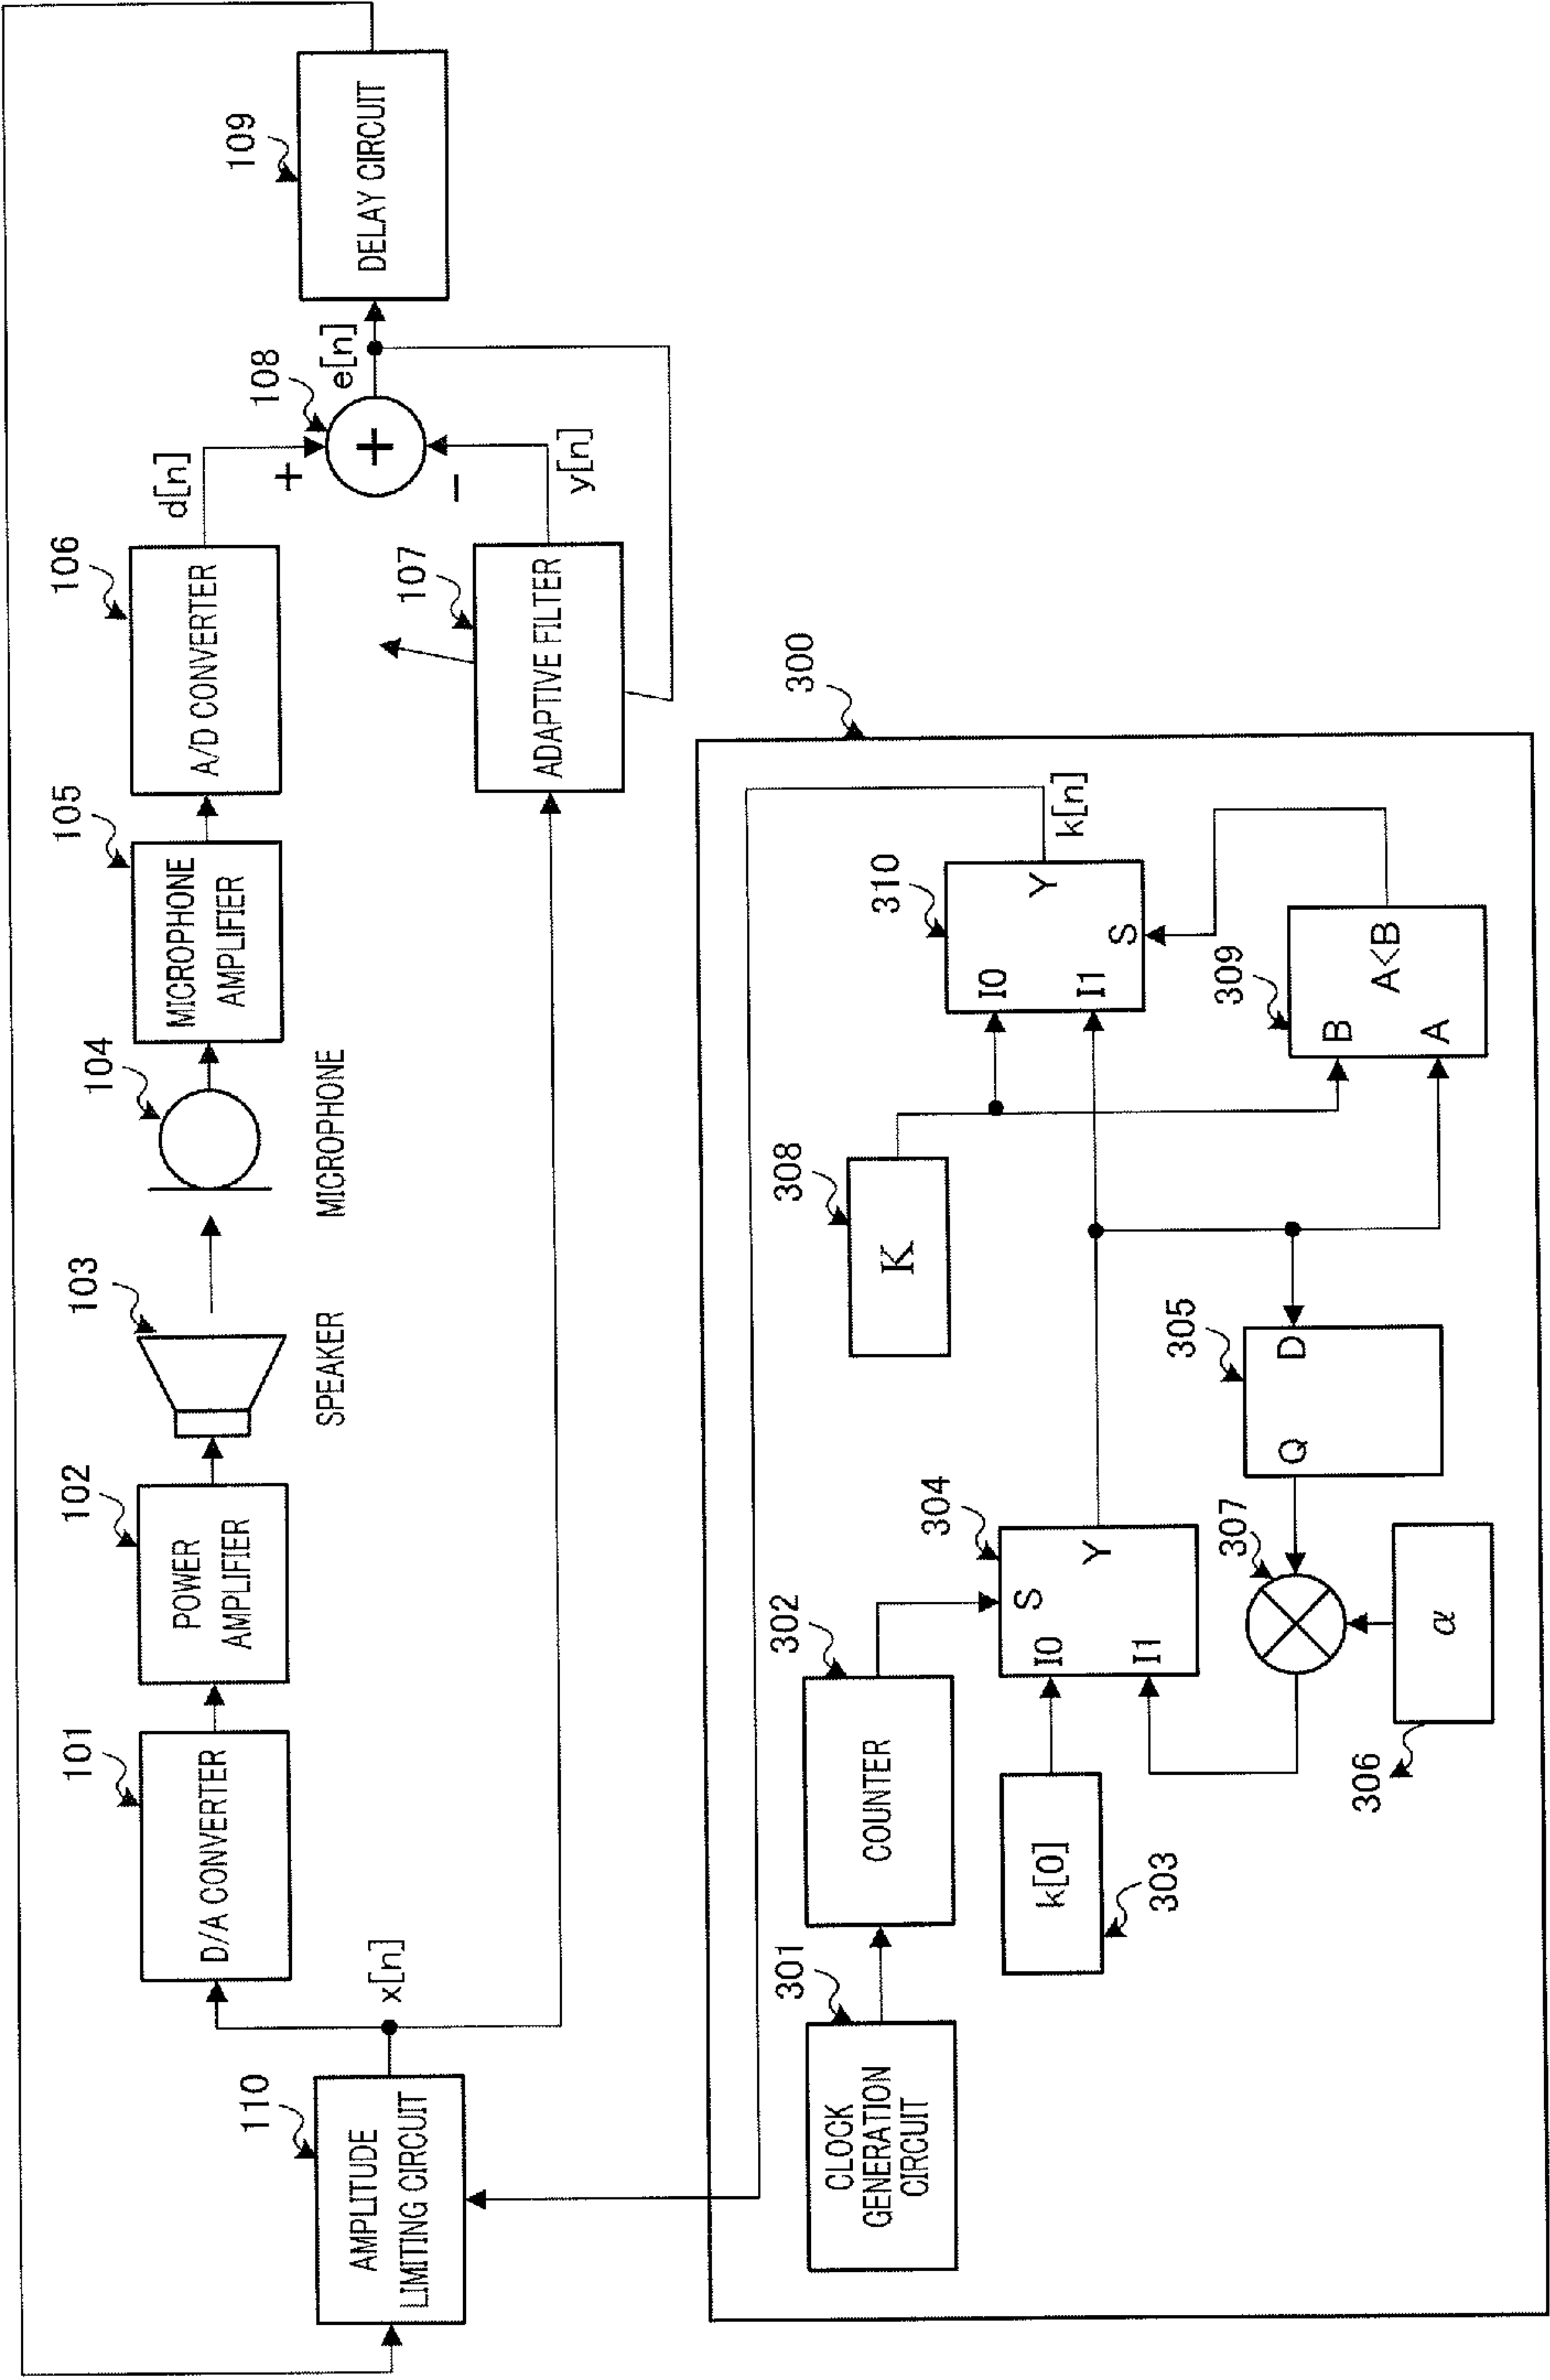 109
DELAY CIRCUIT
e[n]
108
+
+
−
d[n]
y[n]
106
A/D CONVERTER
107
ADAPTIVE FILTER
105
MICROPHONE
AMPLIFIER
104
MICROPHONE
103
SPEAKER
102
POWER
AMPLIFIER
101
D/A CONVERTER
x[n]
110
AMPLITUDE
LIMITING CIRCUIT
300
k[n]
310
I0
I1
Y
S
309
B
A
A<B
308
K
305
D
Q
304
S
Y
I0
I1
307
306
α
302
COUNTER
k[0]
303
301
CLOCK
GENERATION
CIRCUIT